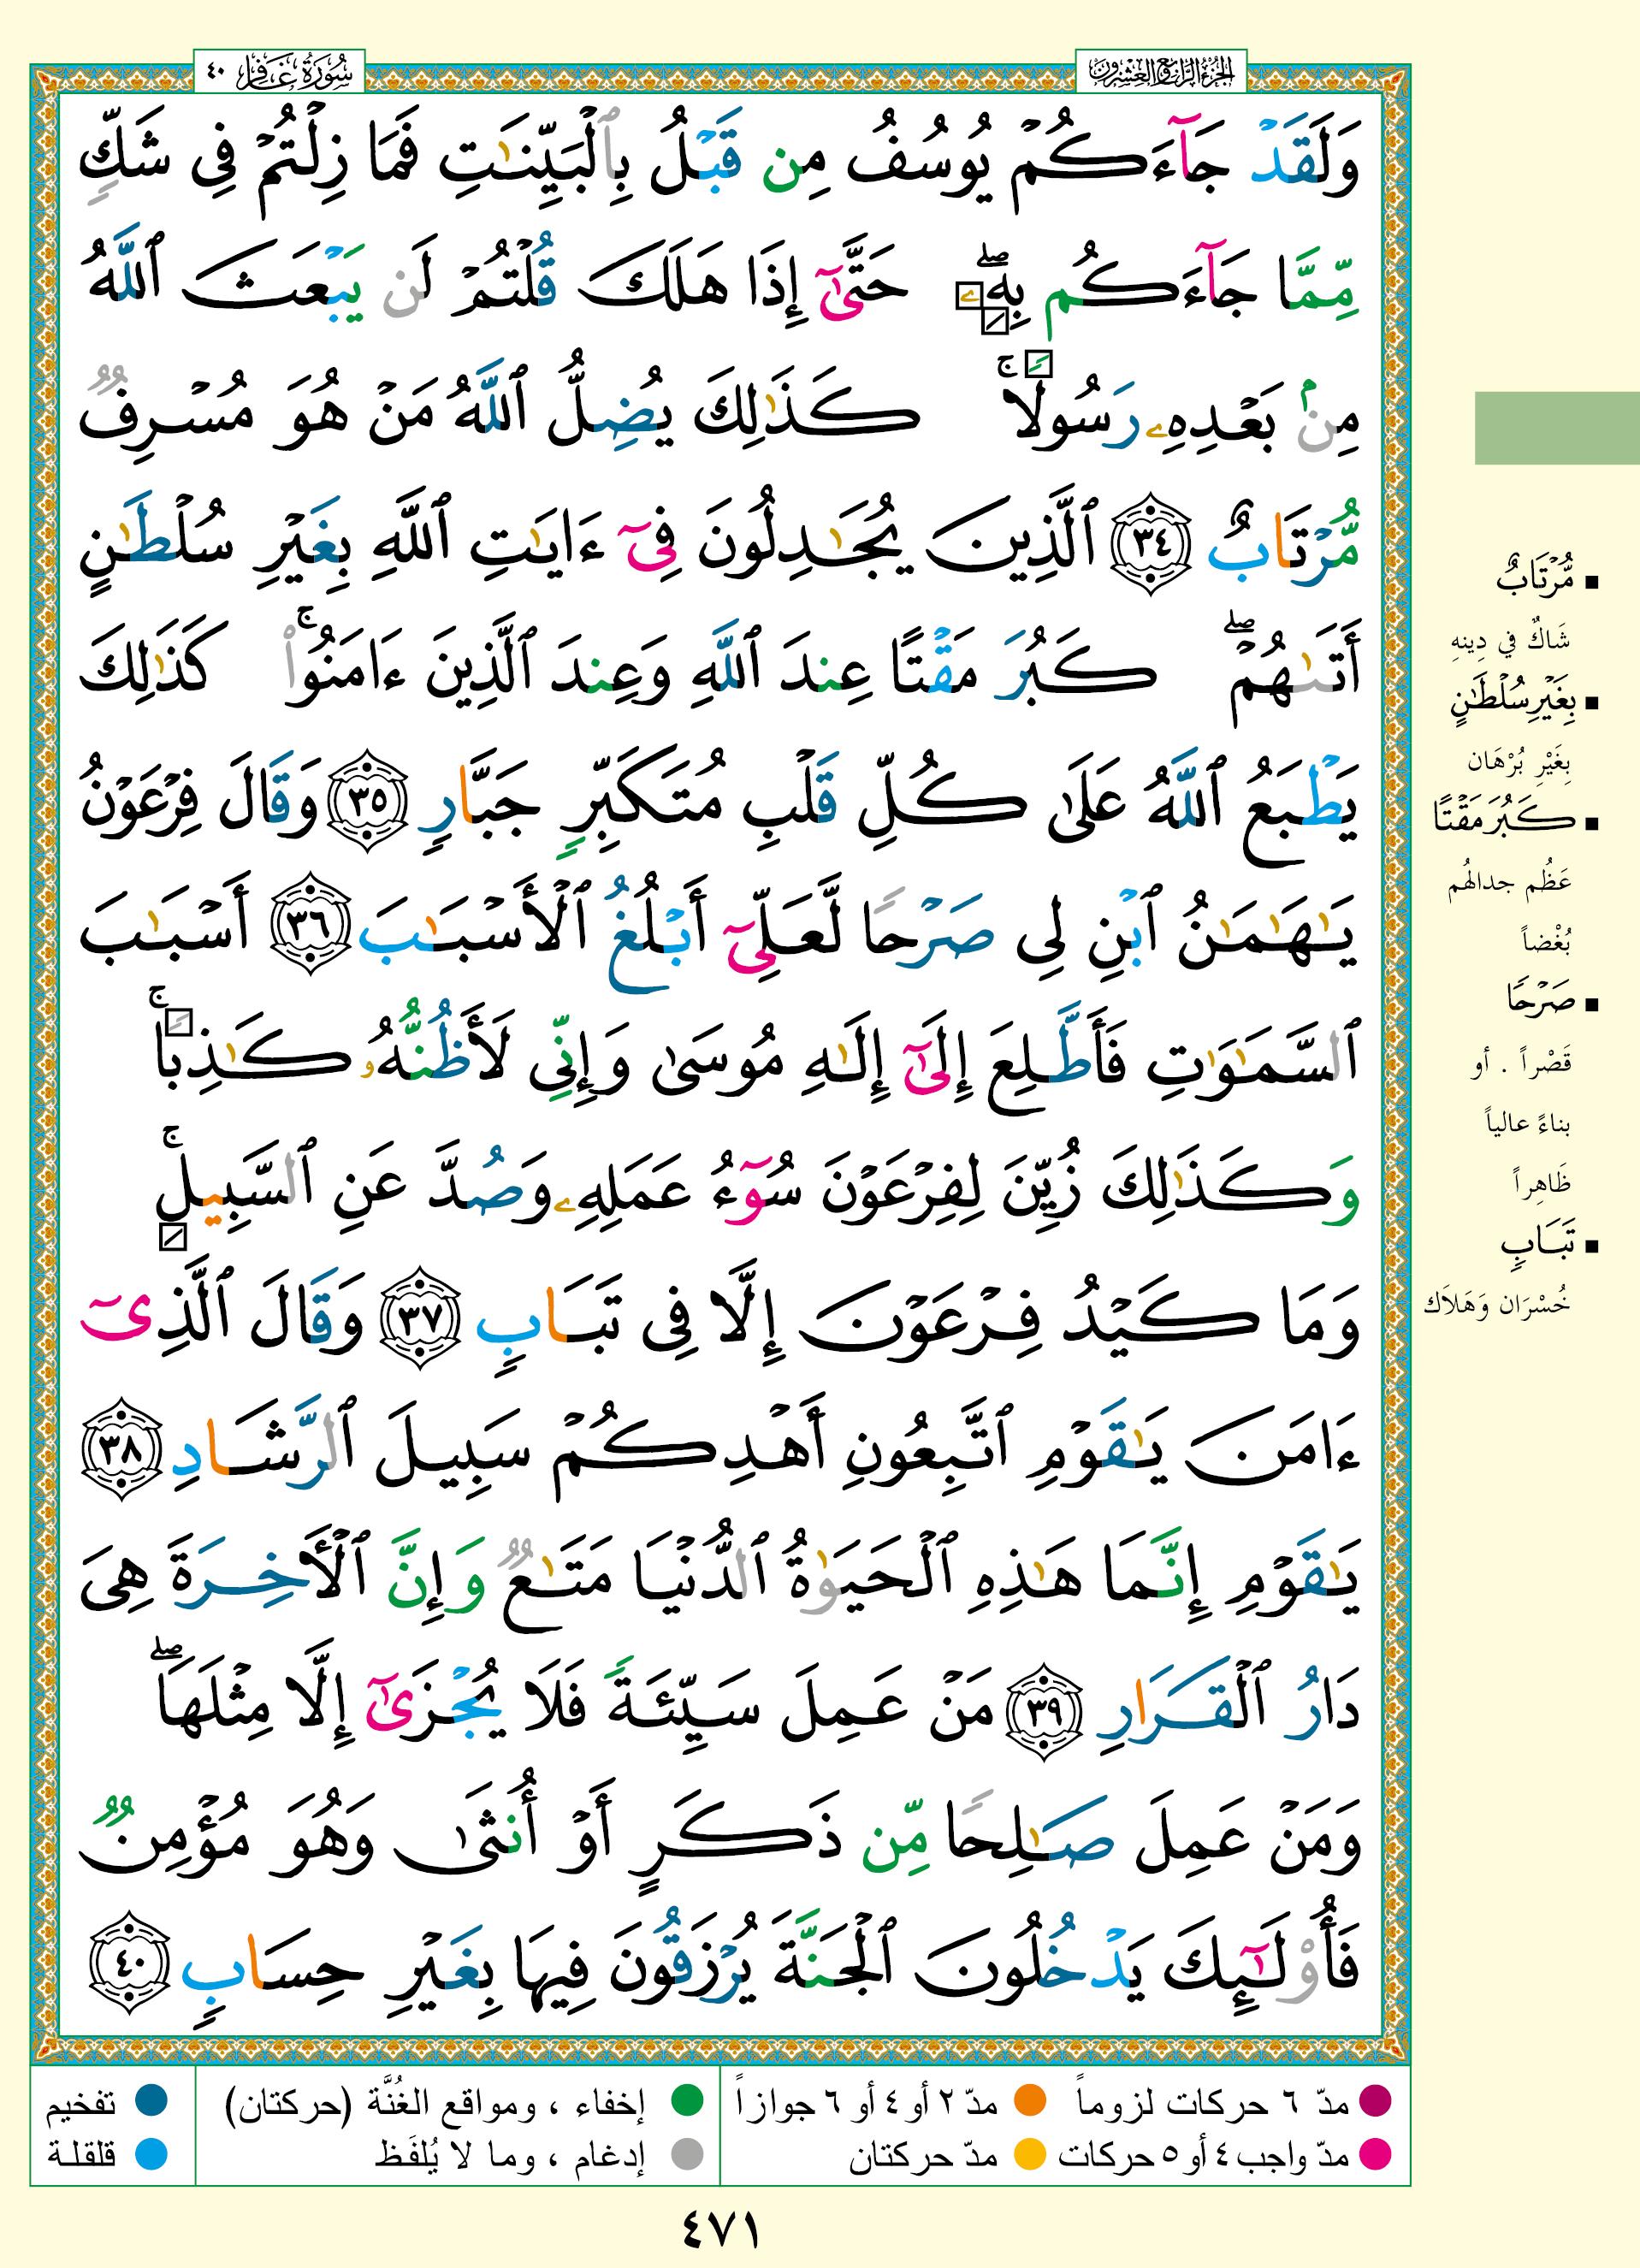 الجزء الرابع والعشرون
سورة غافر ٤٠
وَلَقَدْ جَآءَكُمْ يُوسُفُ مِن قَبْلُ بِٱلْبَيِّنَٰتِ فَمَا زِلْتُمْ فِى شَكٍّ
مِّمَّا جَآءَكُم بِهِۦ ۖ حَتَّىٰٓ إِذَا هَلَكَ قُلْتُمْ لَن يَبْعَثَ ٱللَّهُ
مِنۢ بَعْدِهِۦ رَسُولًا ۚ كَذَٰلِكَ يُضِلُّ ٱللَّهُ مَنْ هُوَ مُسْرِفٌ
مُّرْتَابٌ ٣٤ ٱلَّذِينَ يُجَٰدِلُونَ فِىٓ ءَايَٰتِ ٱللَّهِ بِغَيْرِ سُلْطَٰنٍ
أَتَىٰهُمْ ۖ كَبُرَ مَقْتًا عِندَ ٱللَّهِ وَعِندَ ٱلَّذِينَ ءَامَنُوا۟ ۚ كَذَٰلِكَ
يَطْبَعُ ٱللَّهُ عَلَىٰ كُلِّ قَلْبِ مُتَكَبِّرٍ جَبَّارٍ ٣٥ وَقَالَ فِرْعَوْنُ
يَٰهَٰمَٰنُ ٱبْنِ لِى صَرْحًا لَّعَلِّىٓ أَبْلُغُ ٱلْأَسْبَٰبَ ٣٦ أَسْبَٰبَ
ٱلسَّمَٰوَٰتِ فَأَطَّلِعَ إِلَىٰٓ إِلَٰهِ مُوسَىٰ وَإِنِّى لَأَظُنُّهُۥ كَٰذِبًا ۚ
وَكَذَٰلِكَ زُيِّنَ لِفِرْعَوْنَ سُوٓءُ عَمَلِهِۦ وَصُدَّ عَنِ ٱلسَّبِيلِ ۚ
وَمَا كَيْدُ فِرْعَوْنَ إِلَّا فِى تَبَابٍ ٣٧ وَقَالَ ٱلَّذِىٓ
ءَامَنَ يَٰقَوْمِ ٱتَّبِعُونِ أَهْدِكُمْ سَبِيلَ ٱلرَّشَادِ ٣٨
يَٰقَوْمِ إِنَّمَا هَٰذِهِ ٱلْحَيَوٰةُ ٱلدُّنْيَا مَتَٰعٌ وَإِنَّ ٱلْأَخِرَةَ هِىَ
دَارُ ٱلْقَرَارِ ٣٩ مَنْ عَمِلَ سَيِّئَةً فَلَا يُجْزَىٰٓ إِلَّا مِثْلَهَا ۖ
وَمَنْ عَمِلَ صَٰلِحًا مِّن ذَكَرٍ أَوْ أُنثَىٰ وَهُوَ مُؤْمِنٌ
فَأُو۟لَٰٓئِكَ يَدْخُلُونَ ٱلْجَنَّةَ يُرْزَقُونَ فِيهَا بِغَيْرِ حِسَابٍ ٤٠
▪ مُّرْتَابٌ
شَاكٌ في دِينِهِ
▪ بِغَيْرِ سُلْطَٰنٍ
بِغَيْرِ بُرْهَان
▪ كَبُرَ مَقْتًا
عَظُم جدالهُم
بُغْضاً
▪ صَرْحًا
قَصْراً . أو
بناءً عالياً
ظَاهِراً
▪ تَبَابٍ
خُسْرَان وَهَلاَك
مدّ ٦ حركات لزوماً ● مدّ ٢ أو ٤ أو ٦ جوازاً ● إخفاء ، ومواقع الغُنَّة (حركتان) ● تفخيم
مدّ واجب ٤ أو ٥ حركات ● مدّ حركتان ● إدغام ، وما لا يُلفَظ ● قلقلة
٤٧١